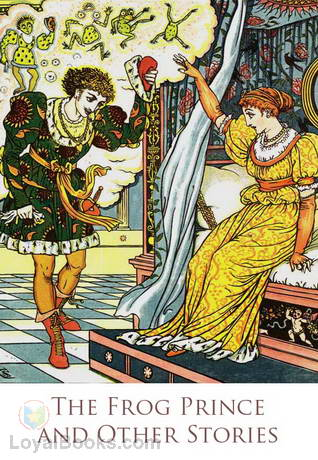 THE FROG PRINCE
AND OTHER STORIES
LoyalBooks.com